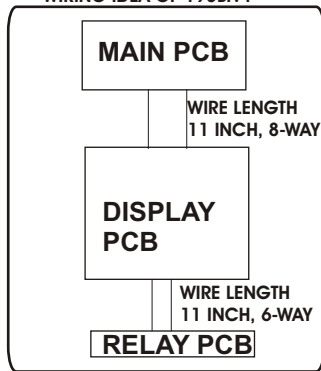 MAIN PCB
WIRE LENGTH
11 INCH, 8-WAY
DISPLAY
PCB
WIRE LENGTH
11 INCH, 6-WAY
RELAY PCB